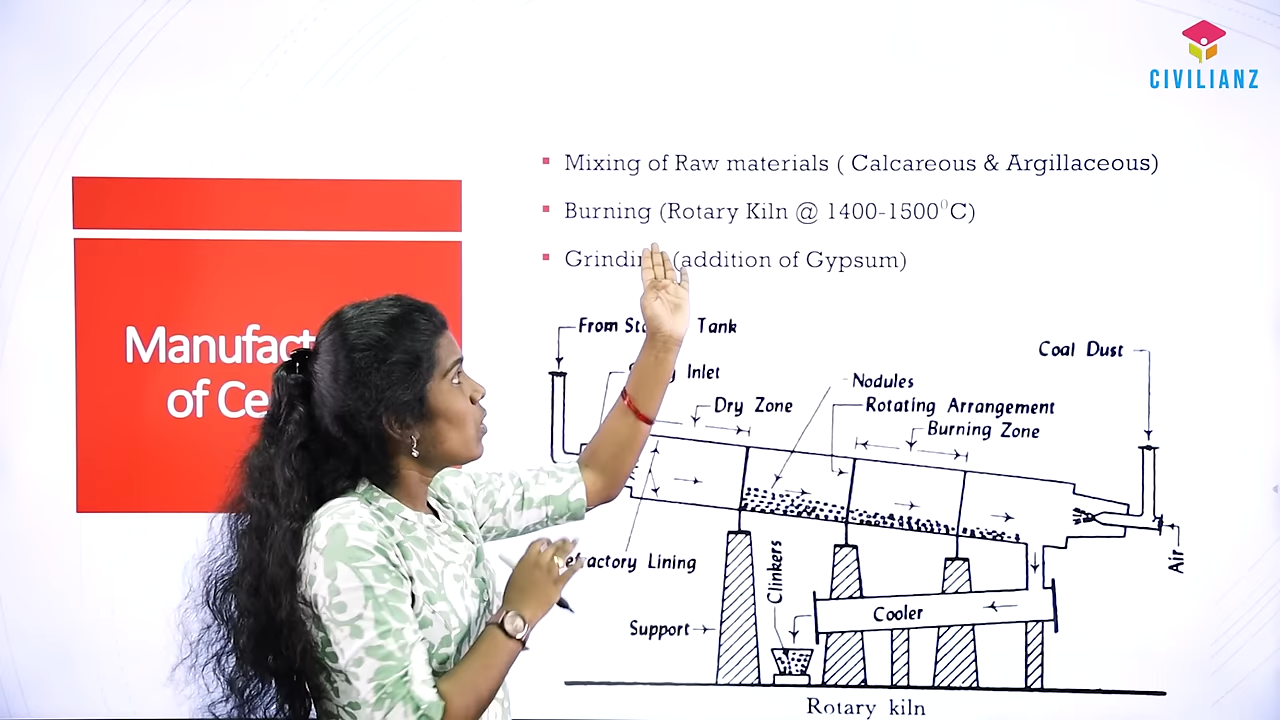 CIVILIANZ
Mixing of Raw materials ( Calcareous & Argillaceous)
Burning (Rotary Kiln @ 1400-1500⁰C)
(addition of Gypsum)
Manufact
of Ce
From Tank
Inlet
Dry Zone
Nodules
Rotating Arrangement
Burning Zone
Coal Dust
Air
efractory Lining
Clinkers
Cooler
Support
Rotary kiln